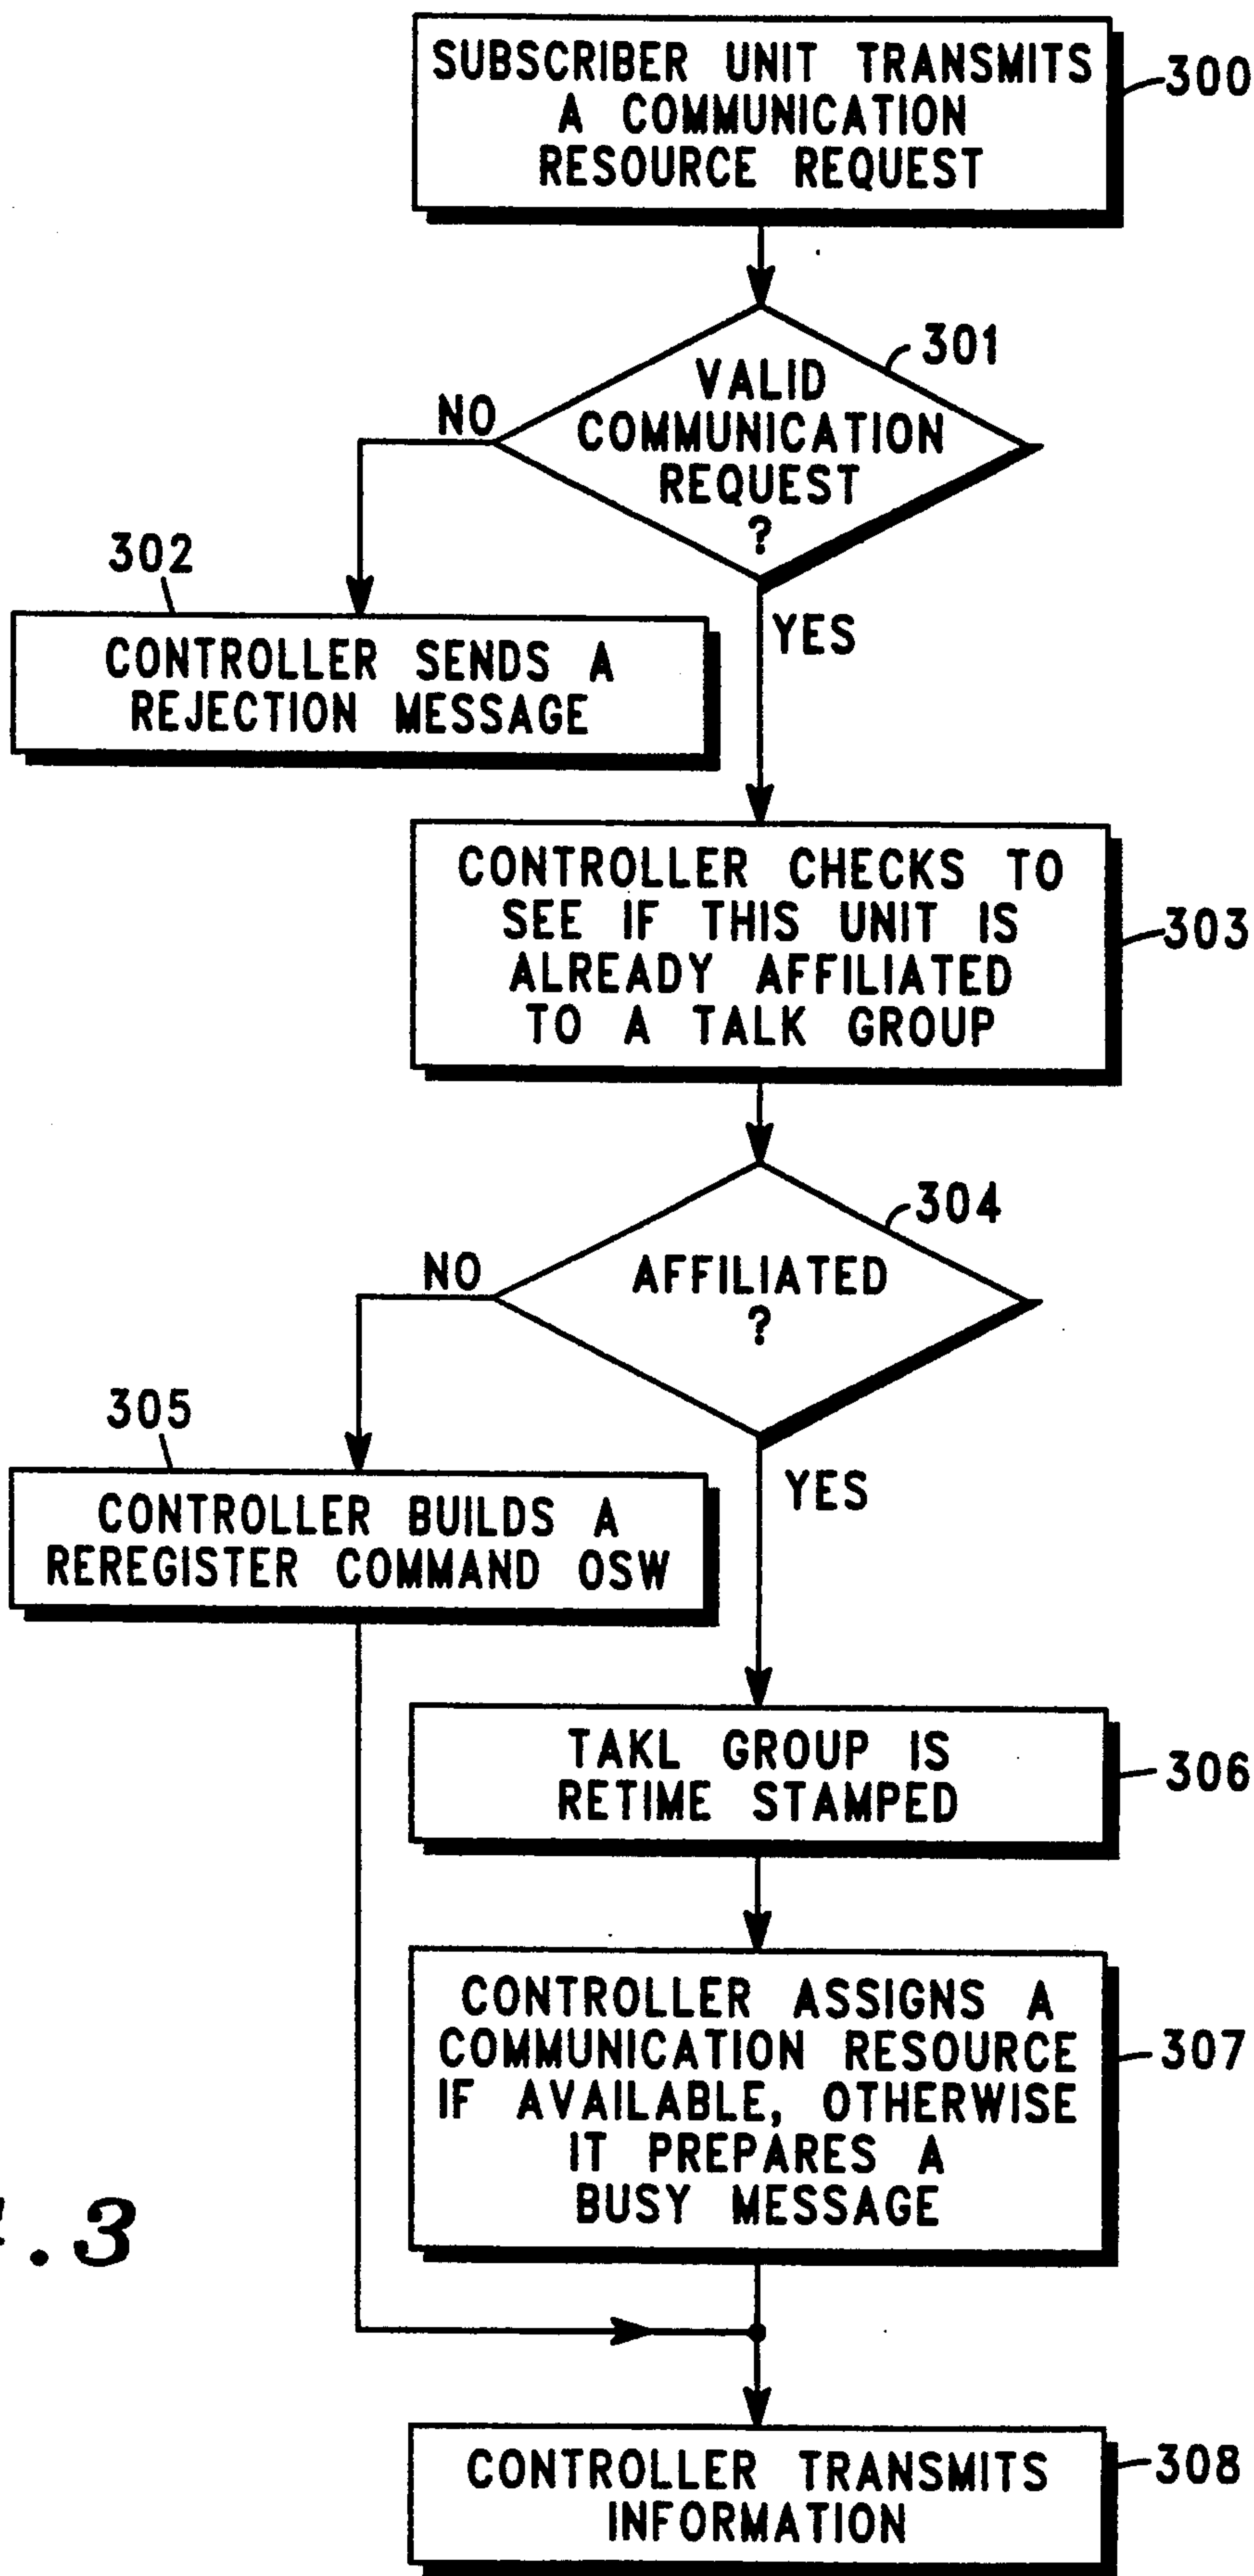 SUBSCRIBER UNIT TRANSMITS
A COMMUNICATION
RESOURCE REQUEST
300
301
VALID
COMMUNICATION
REQUEST
?
NO
YES
302
CONTROLLER SENDS A
REJECTION MESSAGE
CONTROLLER CHECKS TO
SEE IF THIS UNIT IS
ALREADY AFFILIATED
TO A TALK GROUP
303
304
AFFILIATED
?
NO
YES
305
CONTROLLER BUILDS A
REREGISTER COMMAND OSW
TAKL GROUP IS
RETIME STAMPED
306
CONTROLLER ASSIGNS A
COMMUNICATION RESOURCE
IF AVAILABLE, OTHERWISE
IT PREPARES A
BUSY MESSAGE
307
.3
CONTROLLER TRANSMITS
INFORMATION
308